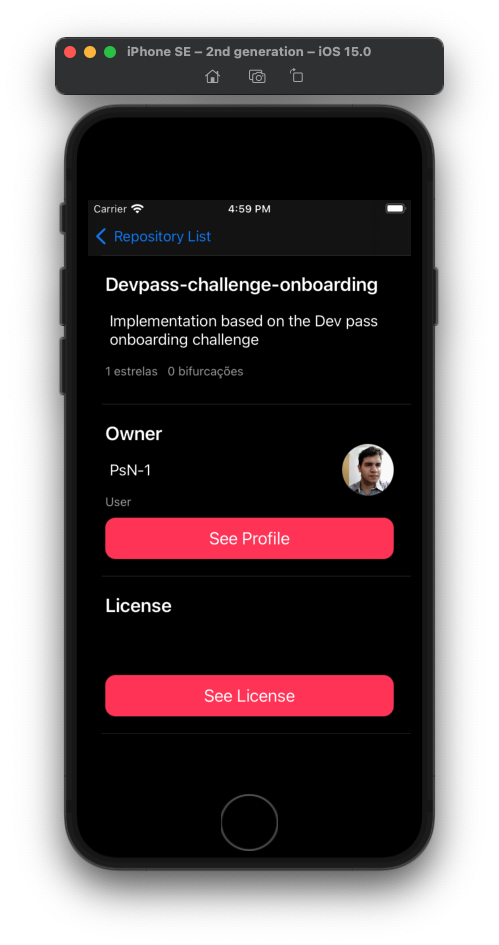 iPhone SE – 2nd generation – iOS 15.0
Carrier 4:59 PM
Repository List
Devpass-challenge-onboarding
Implementation based on the Dev pass
onboarding challenge
1 estrelas 0 bifurcações
Owner
PsN-1
User
See Profile
License
See License